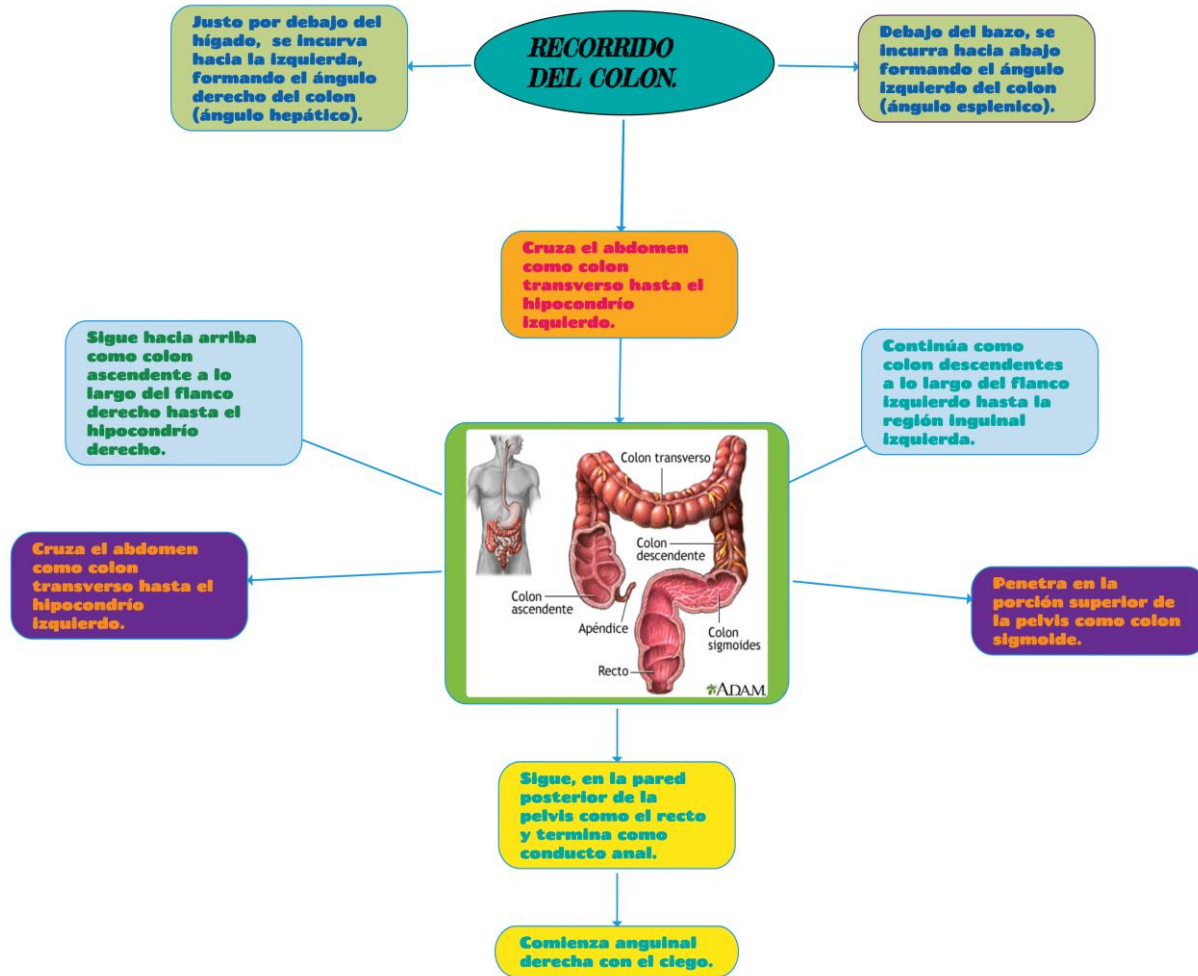 Justo por debajo del
hígado, se incurva
hacia la izquierda,
formando el ángulo
derecho del colon
(ángulo hepático).
RECORRIDO
DEL COLON.
Debajo del bazo, se
incurra hacia abajo
formando el ángulo
izquierdo del colon
(ángulo esplenico).
Cruza el abdomen
como colon
transverso hasta el
hipocondrío
izquierdo.
Sigue hacia arriba
como colon
ascendente a lo
largo del flanco
derecho hasta el
hipocondrío
derecho.
Continúa como
colon descendentes
a lo largo del flanco
izquierdo hasta la
región inguinal
izquierda.
Colon transverso
Colon
descendente
Colon
ascendente
Apéndice
Colon
sigmoides
Recto
ADAM.
Cruza el abdomen
como colon
transverso hasta el
hipocondrío
izquierdo.
Penetra en la
porción superior de
la pelvis como colon
sigmoide.
Sigue, en la pared
posterior de la
pelvis como el recto
y termina como
conducto anal.
Comienza anguinal
derecha con el ciego.